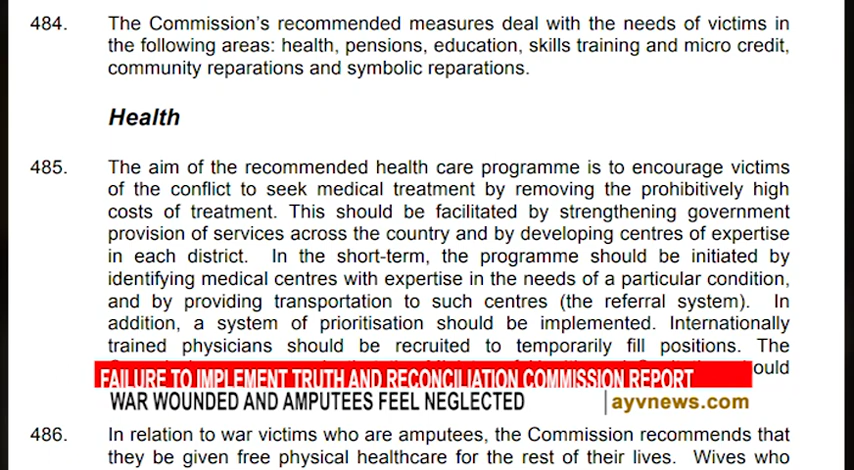 484. The Commission's recommended measures deal with the needs of victims in
the following areas: health, pensions, education, skills training and micro credit,
community reparations and symbolic reparations.
Health
485. The aim of the recommended health care programme is to encourage victims
of the conflict to seek medical treatment by removing the prohibitively high
costs of treatment. This should be facilitated by strengthening government
provision of services across the country and by developing centres of expertise
in each district. In the short-term, the programme should be initiated by
identifying medical centres with expertise in the needs of a particular condition,
and by providing transportation to such centres (the referral system). In
addition, a system of prioritisation should be implemented. Internationally
trained physicians should be recruited to temporarily fill positions. The
ould
FAILURE TO IMPLEMENT TRUTH AND RECONCILIATION COMMISSION REPORT
WAR WOUNDED AND AMPUTEES FEEL NEGLECTED | ayvnews.com
486. In relation to war victims who are amputees, the Commission recommends that
they be given free physical healthcare for the rest of their lives. Wives who